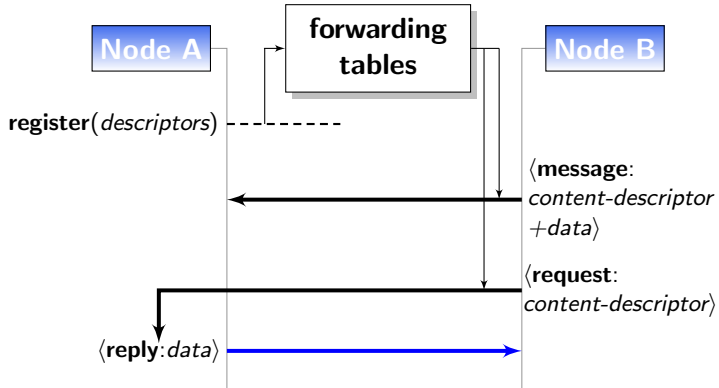 Node A
forwarding
tables
Node B
register(descriptors)
⟨message:
content-descriptor
+data⟩
⟨request:
content-descriptor⟩
⟨reply:data⟩